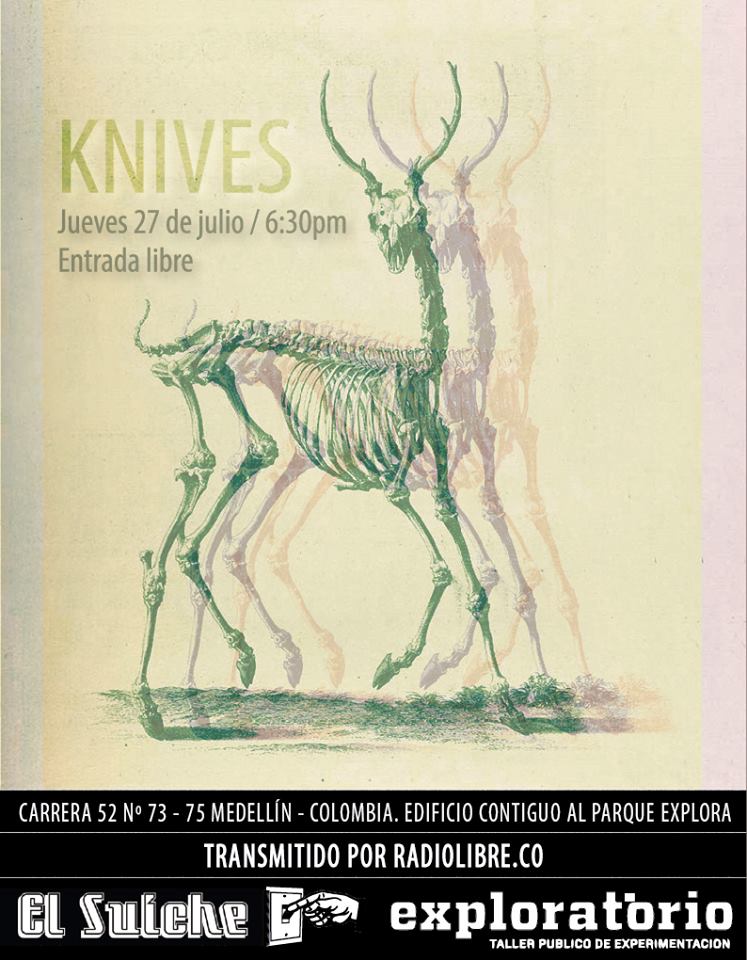 KNIVES
Jueves 27 de julio / 6:30pm
Entrada libre
CARRERA 52 Nº 73 - 75 MEDELLÍN - COLOMBIA. EDIFICIO CONTIGUO AL PARQUE EXPLORA
TRANSMITIDO POR RADIOLIBRE.CO
El Suiche
exploratorio
TALLER PUBLICO DE EXPERIMENTACION